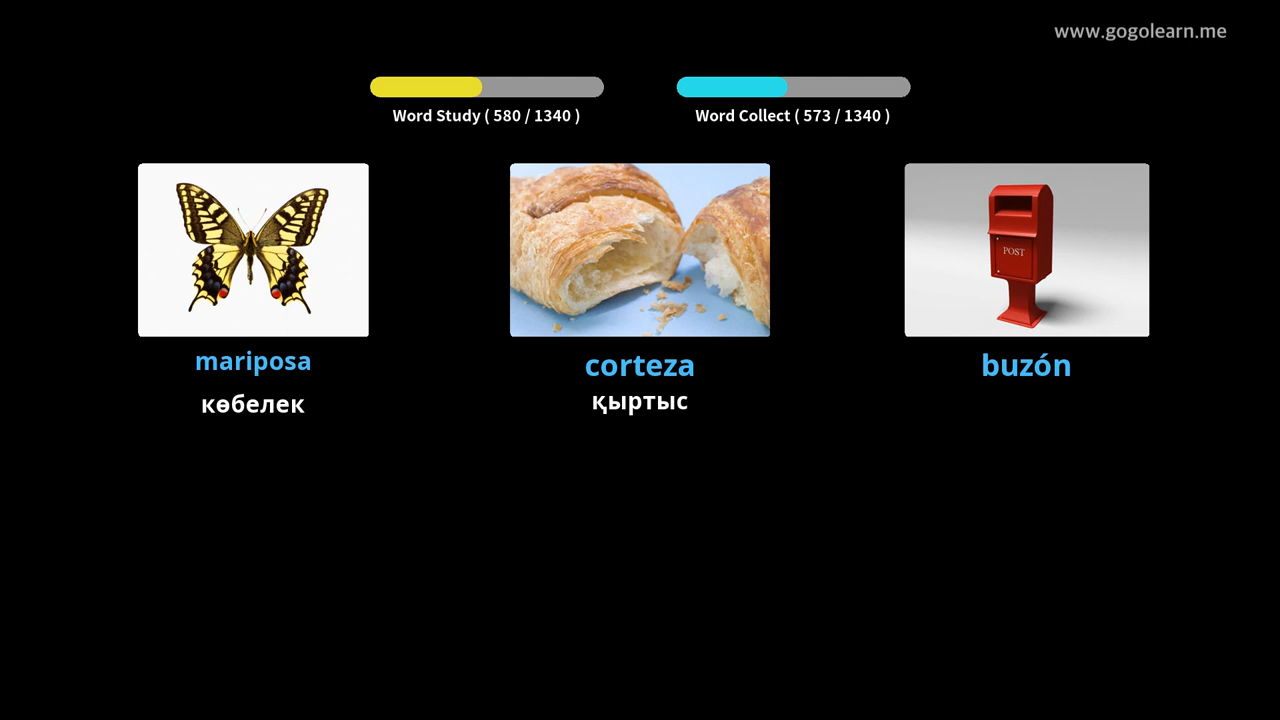 www.gogolearn.me
Word Study ( 580 / 1340 )
Word Collect ( 573 / 1340 )
POST
mariposa
corteza
buzón
көбелек
қыртыс